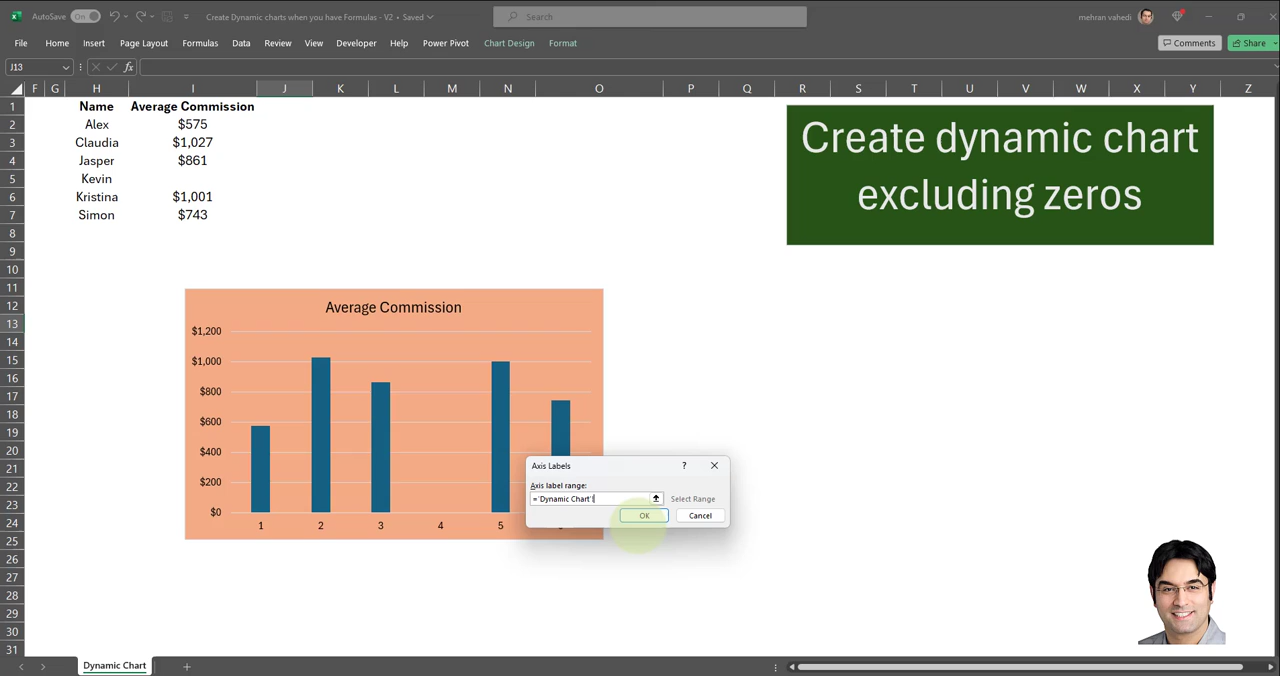 AutoSave
On
Create Dynamic charts when you have Formulas - V2 • Saved
Search
mehran vahedi
File Home Insert Page Layout Formulas Data Review View Developer Help Power Pivot Chart Design Format
Comments
Share
J13
fx
F G H I J K L M N O P Q R S T U V W X Y Z
1 Name Average Commission
2 Alex $575
3 Claudia $1,027
4 Jasper $861
5 Kevin
6 Kristina $1,001
7 Simon $743
8
9
10
11
12
13
14
15
16
17
18
19
20
21
22
23
24
25
26
27
28
29
30
31
Create dynamic chart
excluding zeros
Average Commission
$1,200
$1,000
$800
$600
$400
$200
$0
1 2 3 4 5
Axis Labels
?
Axis label range:
='Dynamic Chart'!
Select Range
OK
Cancel
Dynamic Chart